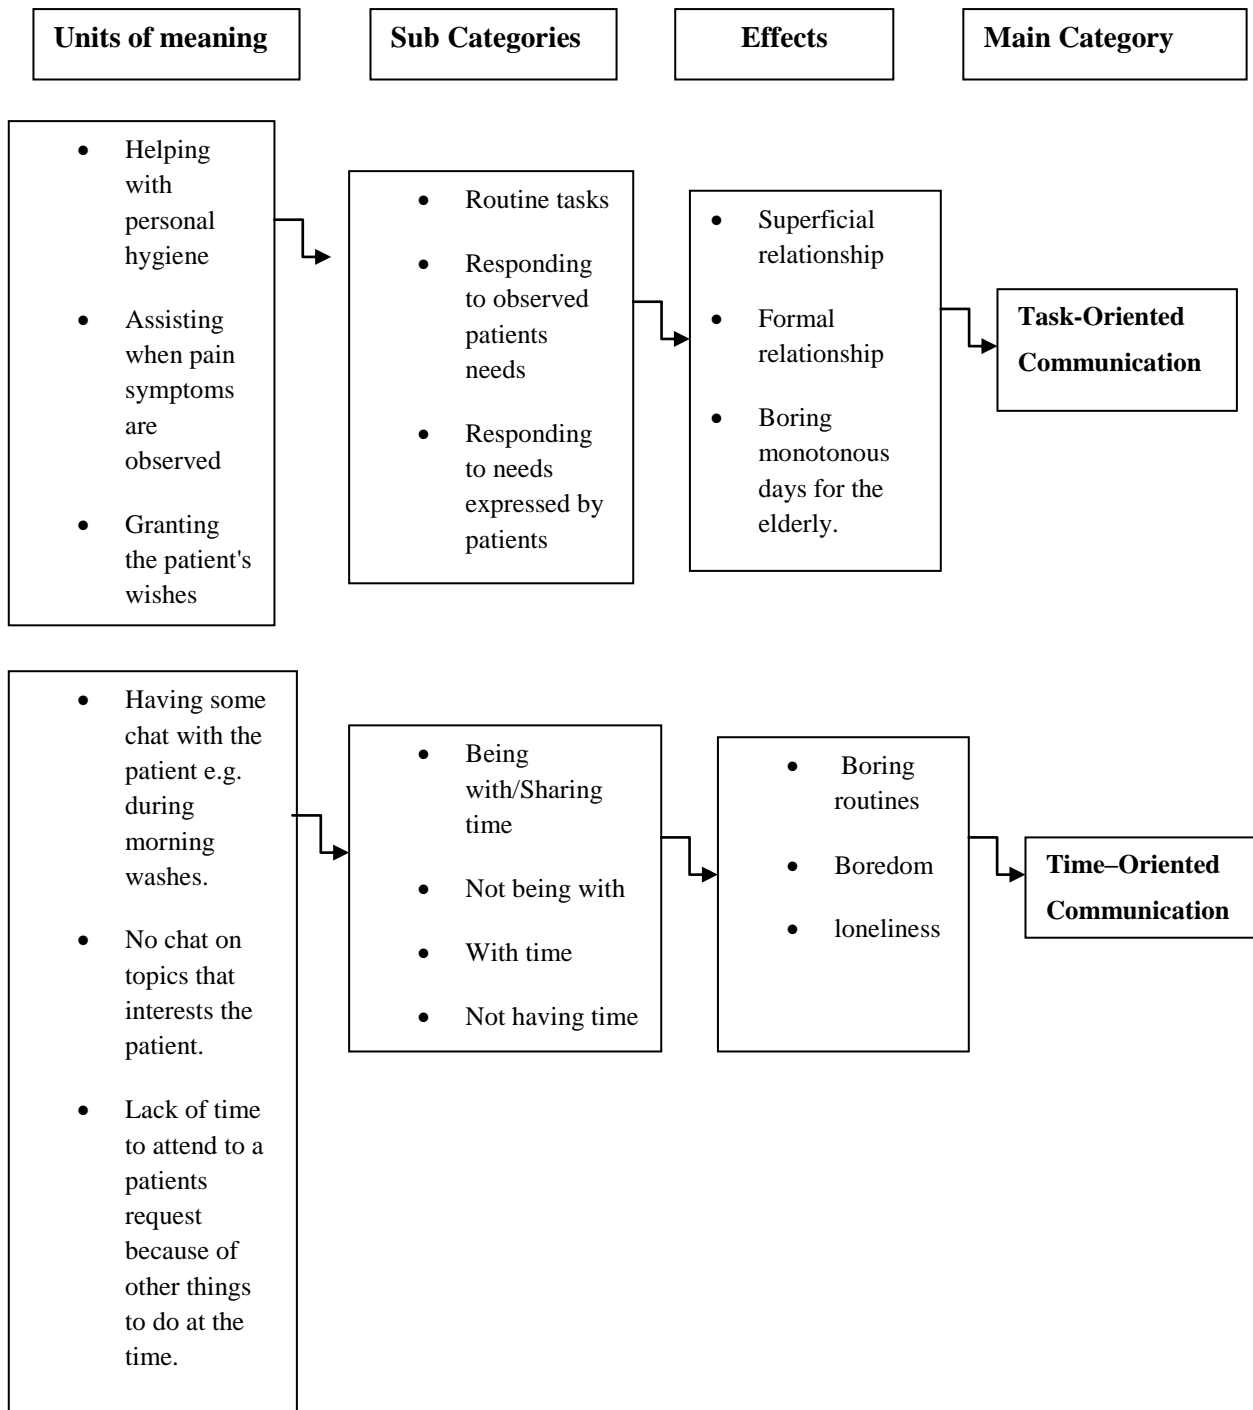 Units of meaning
Sub Categories
Effects
Main Category
• Helping
with
personal
hygiene
• Assisting
when pain
symptoms
are
observed
• Granting
the patient's
wishes
• Routine tasks
• Responding
to observed
patients
needs
• Responding
to needs
expressed by
patients
• Superficial
relationship
• Formal
relationship
• Boring
monotonous
days for the
elderly.
Task-Oriented
Communication
• Having some
chat with the
patient e.g.
during
morning
washes.
• No chat on
topics that
interests the
patient.
• Lack of time
to attend to a
patients
request
because of
other things
to do at the
time.
• Being
with/Sharing
time
• Not being with
• With time
• Not having time
• Boring
routines
• Boredom
• loneliness
Time–Oriented
Communication